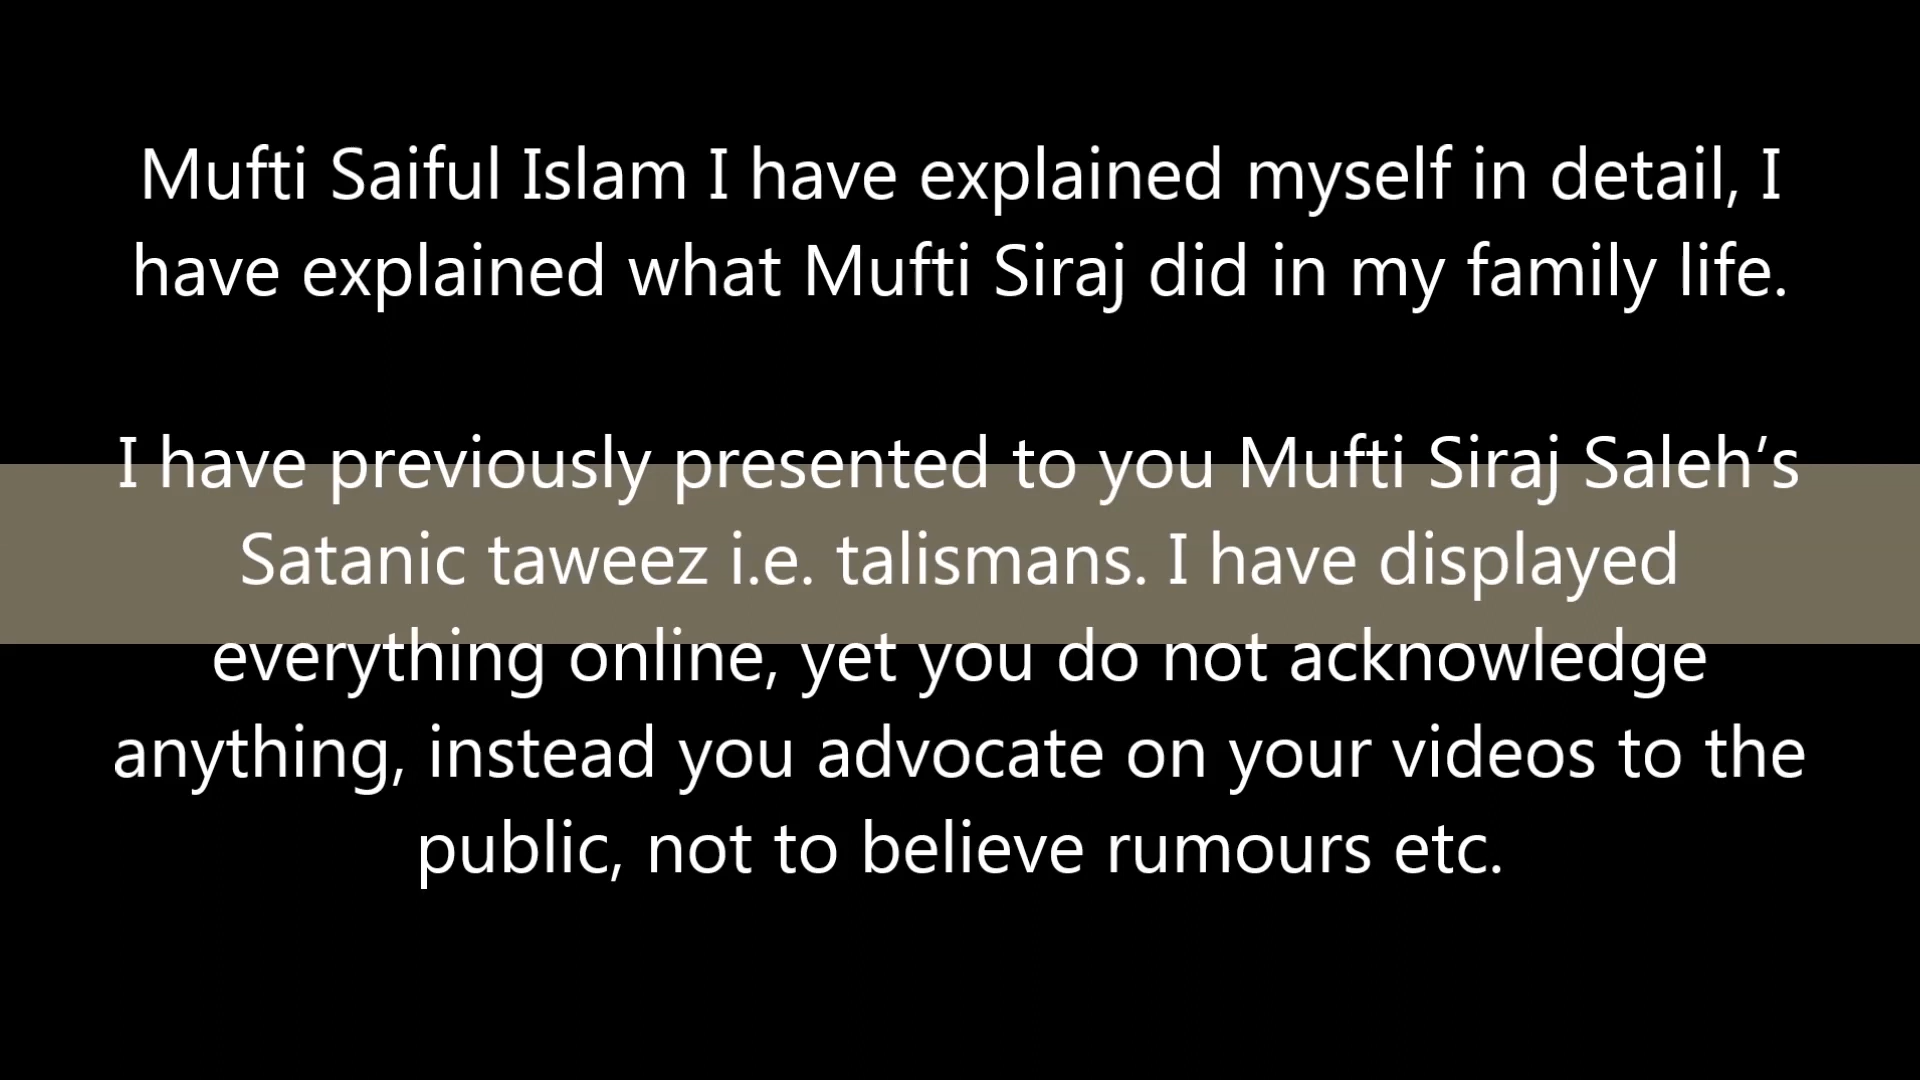 Mufti Saiful Islam I have explained myself in detail, I
have explained what Mufti Siraj did in my family life.
I have previously presented to you Mufti Siraj Saleh’s
Satanic taweez i.e. talismans. I have displayed
everything online, yet you do not acknowledge
anything, instead you advocate on your videos to the
public, not to believe rumours etc.